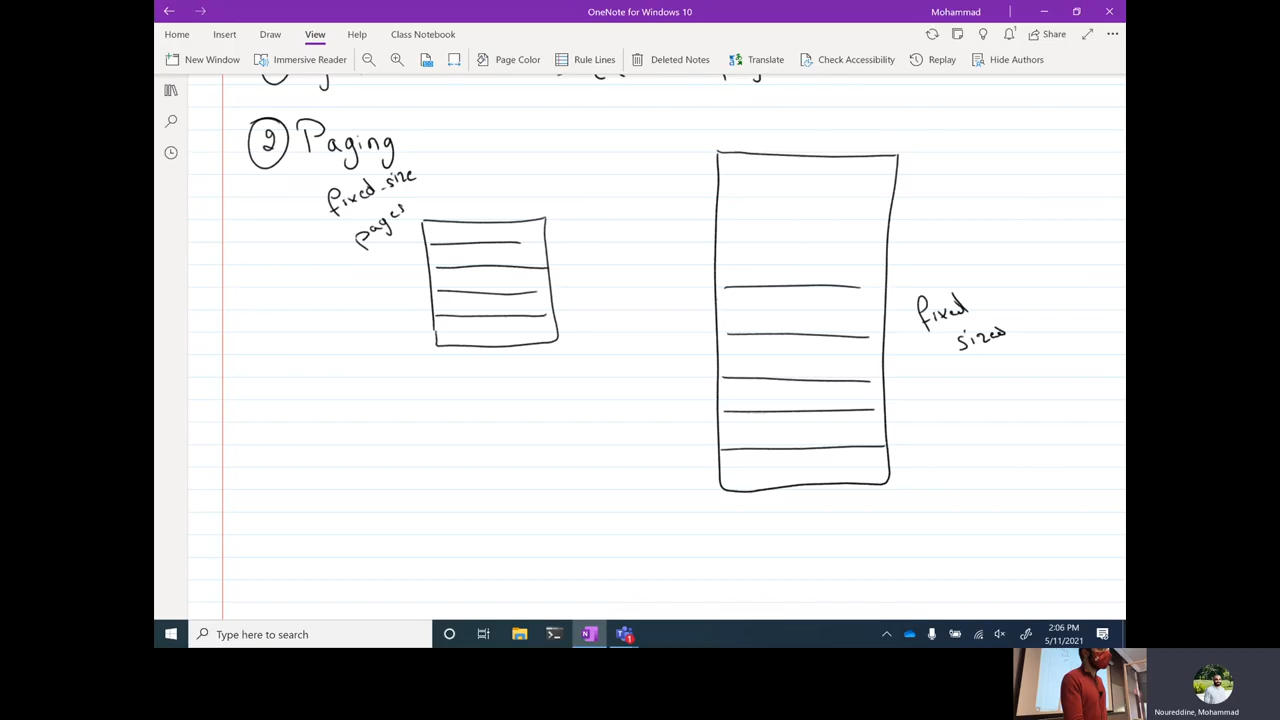 OneNote for Windows 10
Mohammad
Home Insert Draw View Help Class Notebook
Share
New Window Immersive Reader Page Color Rule Lines Deleted Notes Translate Check Accessibility Replay Hide Authors
2 Paging
fixed-size
pages
fixed
sized
Type here to search
2:06 PM
5/11/2021
Noureddine, Mohammad